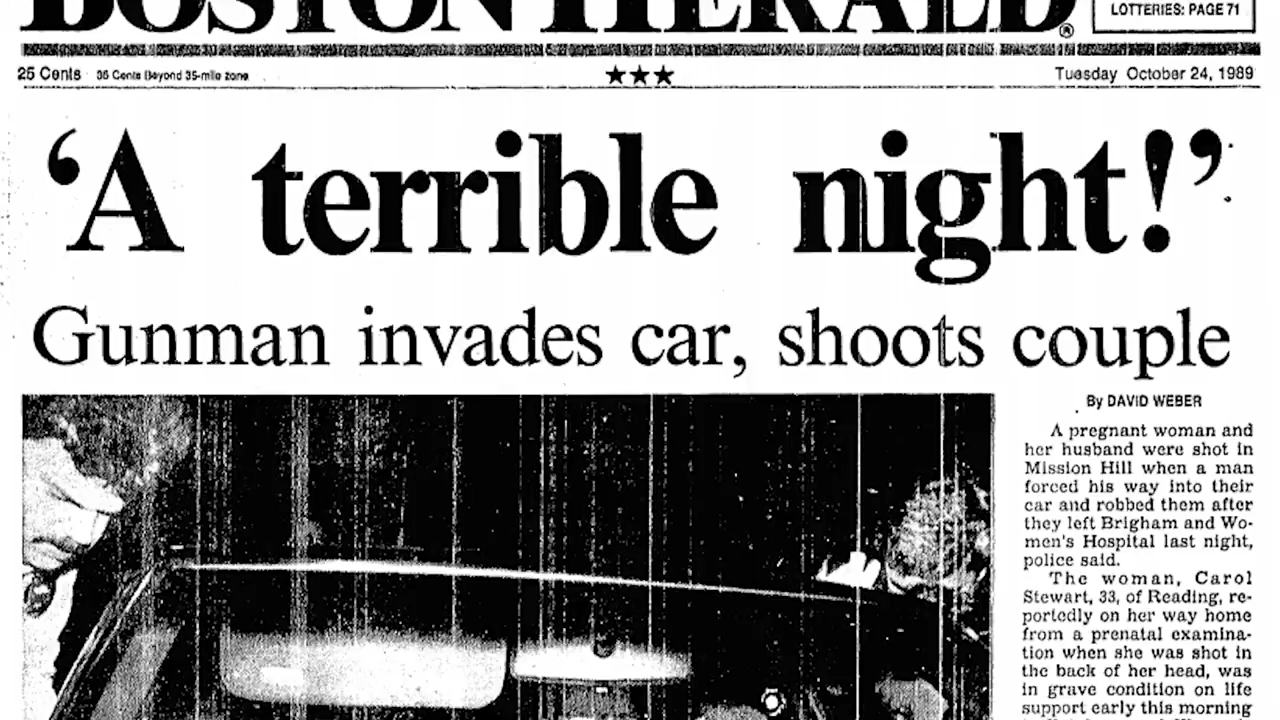 BOSTON HERALD®
LOTTERIES: PAGE 71
25 Cents 35 Cents Beyond 35-mile zone
★★★
Tuesday October 24, 1989
‘A terrible night!’
Gunman invades car, shoots couple
By DAVID WEBER
A pregnant woman and
her husband were shot in
Mission Hill when a man
forced his way into their
car and robbed them after
they left Brigham and Wo-
men's Hospital last night,
police said.
The woman, Carol
Stewart, 33, of Reading, re-
portedly on her way home
from a prenatal examina-
tion when she was shot in
the back of her head, was
in grave condition on life
support early this morning